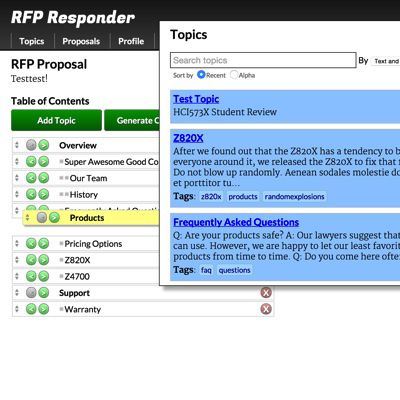 RFP Responder
Topics Proposals Profile
RFP Proposal
Testtest!
Table of Contents
Add Topic Generate C
Overview
Super Awesome Good Co
Our Team
History
Products
Pricing Options
Z820X
Z4700
Support
Warranty
Topics
Search topics By Text and
Sort by Recent Alpha
Test Topic
HCI573X Student Review
Z820X
After we found out that the Z820X has a tendency to b
everyone around it, we released the Z820X to fix that f
Do not blow up randomly. Aenean sodales molestie do
et porttitor tu...
Tags: z820x products randomexplosions
Frequently Asked Questions
Q: Are your products safe? A: Our lawyers suggest that
can use. However, we are happy to let our least favorit
products from time to time. Q: Do you come here ofte
Tags: faq questions